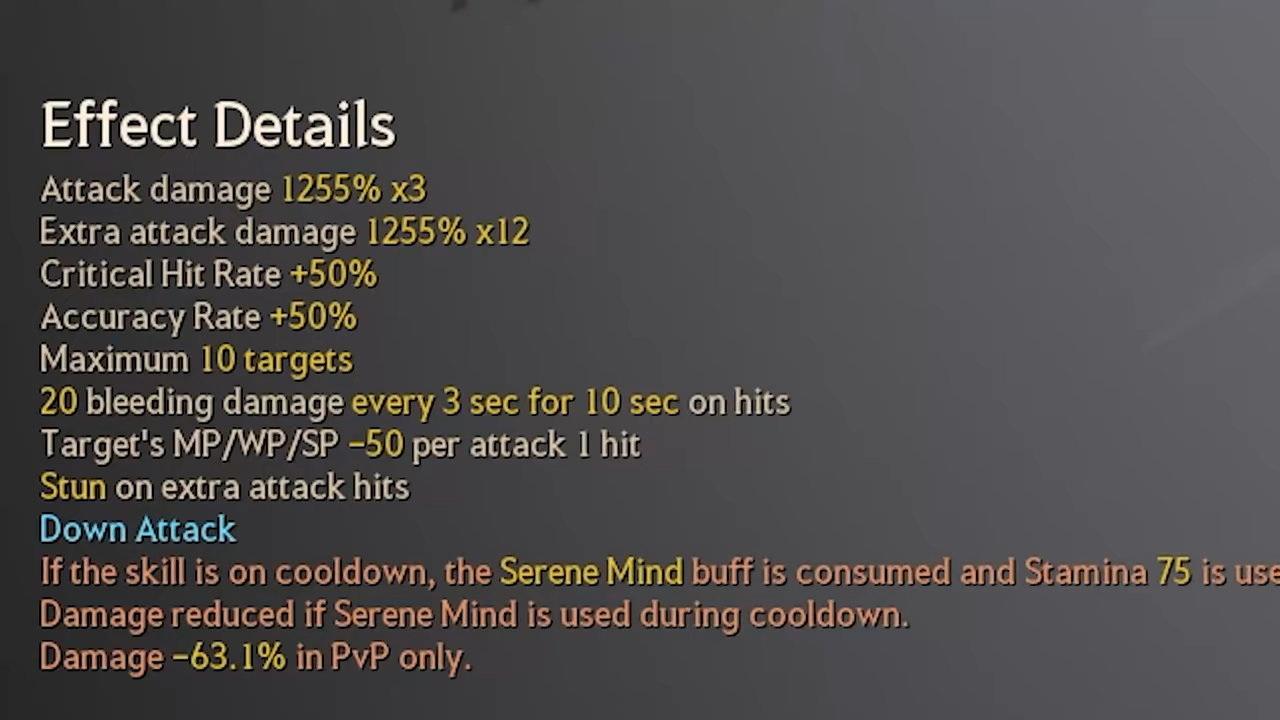 Effect Details
Attack damage 1255% x3
Extra attack damage 1255% x12
Critical Hit Rate +50%
Accuracy Rate +50%
Maximum 10 targets
20 bleeding damage every 3 sec for 10 sec on hits
Target's MP/WP/SP -50 per attack 1 hit
Stun on extra attack hits
Down Attack
If the skill is on cooldown, the Serene Mind buff is consumed and Stamina 75 is
Damage reduced if Serene Mind is used during cooldown.
Damage -63.1% in PvP only.